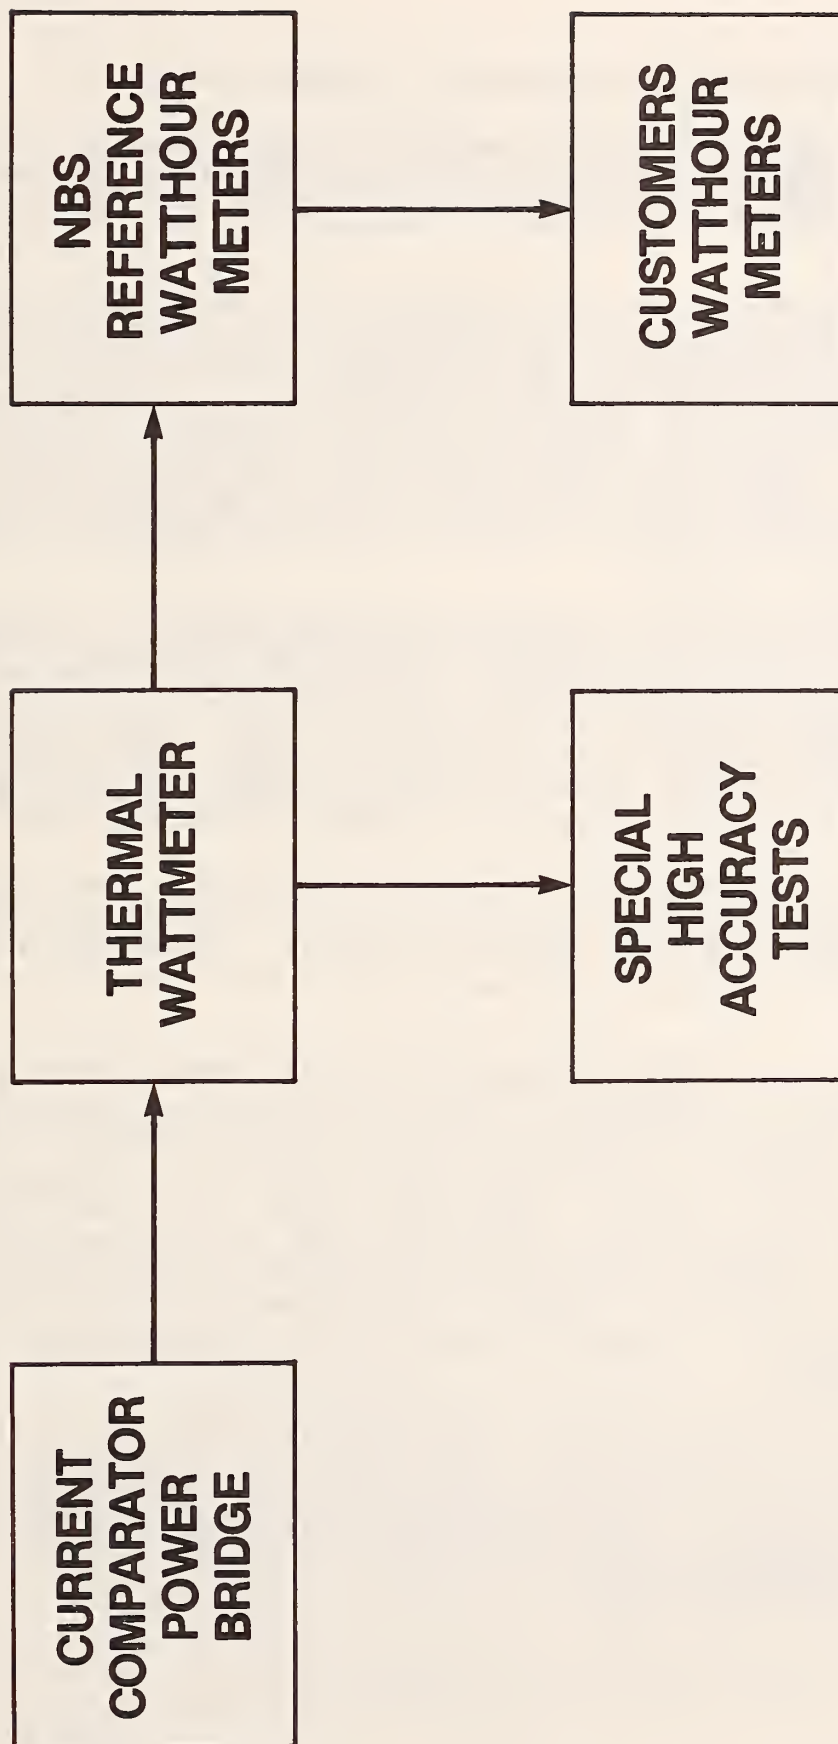 CURRENT
COMPARATOR
POWER
BRIDGE
THERMAL
WATTMETER
NBS
REFERENCE
WATTHOUR
METERS
SPECIAL
HIGH
ACCURACY
TESTS
CUSTOMERS
WATTHOUR
METERS